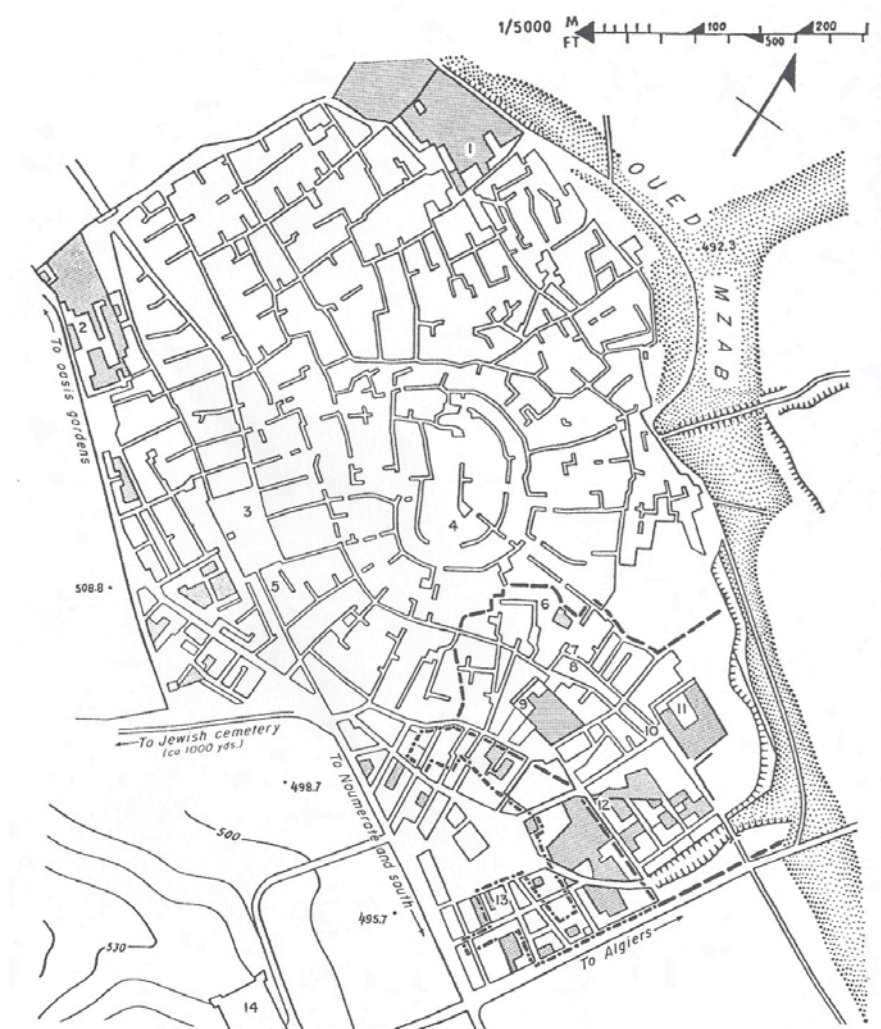 1/5000 M 100 200
FT 500
1
OUED
492.3
MZAB
2
To oasis gardens
3
4
508.8
5
6
27
8
9
10
11
To Jewish cemetery
(ca 1000 yds.)
12
498.7
To Noumerate and south
500
13
495.7
530
To Algiers
14